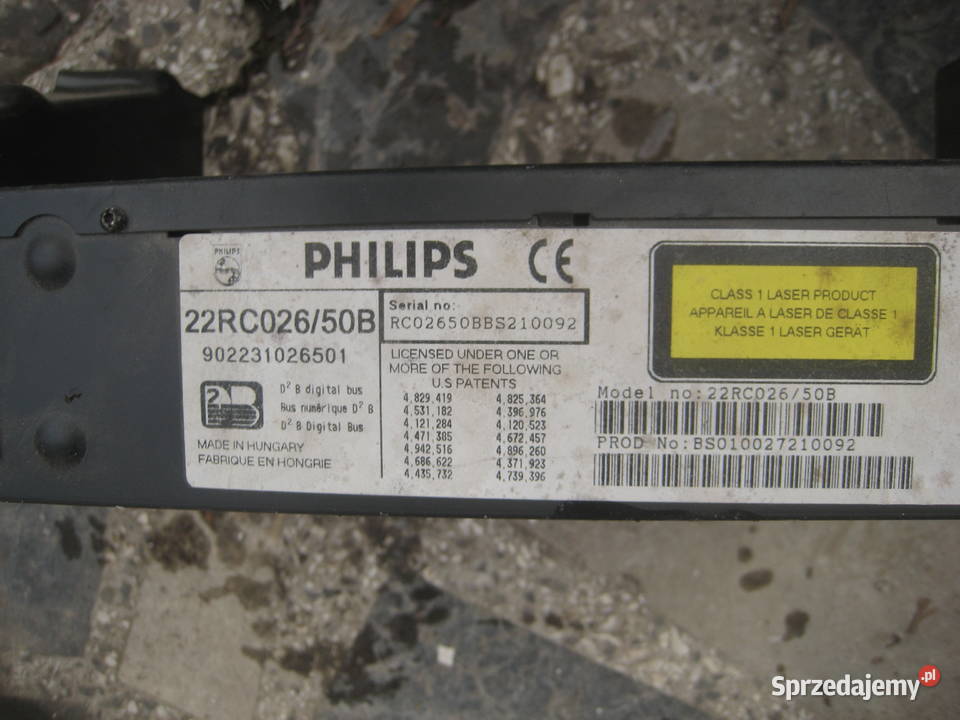 PHILIPS
PHILIPS CE
22RC026/50B
902231026501
D² B digital bus
Bus numérique D² B
D² B Digital Bus
MADE IN HUNGARY
FABRIQUE EN HONGRIE
Serial no:
RC02650BBS210092
LICENSED UNDER ONE OR
MORE OF THE FOLLOWING
U.S PATENTS
4,829,419 4,825,364
4,531,182 4,396,976
4,121,284 4,120,523
4,471,385 4,672,457
4,942,516 4,896,260
4,686,622 4,371,923
4,435,732 4,739,396
CLASS 1 LASER PRODUCT
APPAREIL A LASER DE CLASSE 1
KLASSE 1 LASER GERÄT
Model no:22RC026/50B
PROD No:BS010027210092
Sprzedajemy.pl